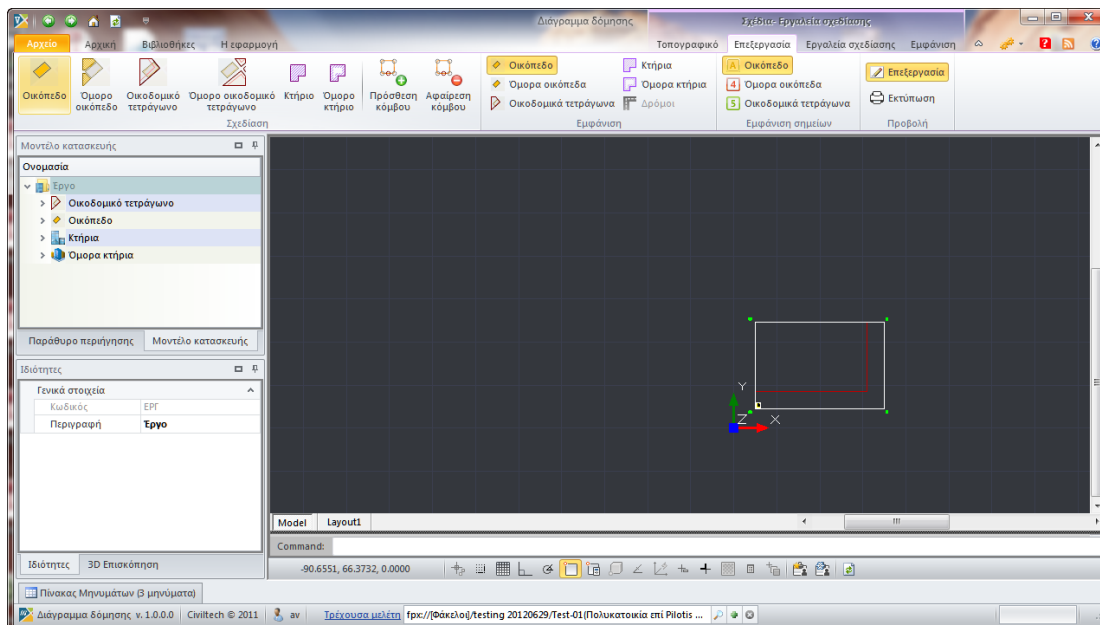 Διάγραμμα δόμησης Σχέδια- Εργαλεία σχεδίασης
Αρχείο Αρχική Βιβλιοθήκες Η εφαρμογή Τοπογραφικό Επεξεργασία Εργαλεία σχεδίασης Εμφάνιση
Οικόπεδο Όμορο οικόπεδο Οικοδομικό τετράγωνο Όμορο οικοδομικό τετράγωνο Κτήριο Όμορο κτήριο Πρόσθεση κόμβου Αφαίρεση κόμβου
Σχεδίαση
Οικόπεδο Κτήρια
Όμορα οικόπεδα Όμορα κτήρια
Οικοδομικά τετράγωνα Δρόμοι
Εμφάνιση
A Οικόπεδο
4 Όμορα οικόπεδα
5 Οικοδομικά τετράγωνα
Εμφάνιση σημείων
Επεξεργασία
Εκτύπωση
Προβολή
Μοντέλο κατασκευής
Ονομασία
Έργο
Οικοδομικό τετράγωνο
Οικόπεδο
Κτήρια
Όμορα κτήρια
Παράθυρο περιήγησης Μοντέλο κατασκευής
Ιδιότητες
Γενικά στοιχεία
Κωδικός ΕΡΓ
Περιγραφή Έργο
Ιδιότητες 3D Επισκόπηση
Y
Z X
Model Layout1
Command:
-90.6551, 66.3732, 0.0000
Πίνακας Μηνυμάτων (3 μηνύματα)
Διάγραμμα δόμησης v. 1.0.0.0 Civiltech © 2011 av Τρέχουσα μελέτη fpx://[Φάκελοι]/testing 20120629/Test-01(Πολυκατοικία επί Pilotis ...